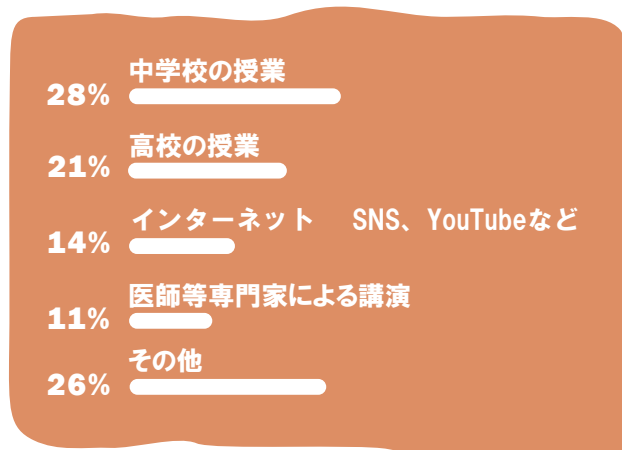 中学校の授業
28%
高校の授業
21%
インターネット　SNS、YouTubeなど
14%
医師等専門家による講演
11%
その他
26%